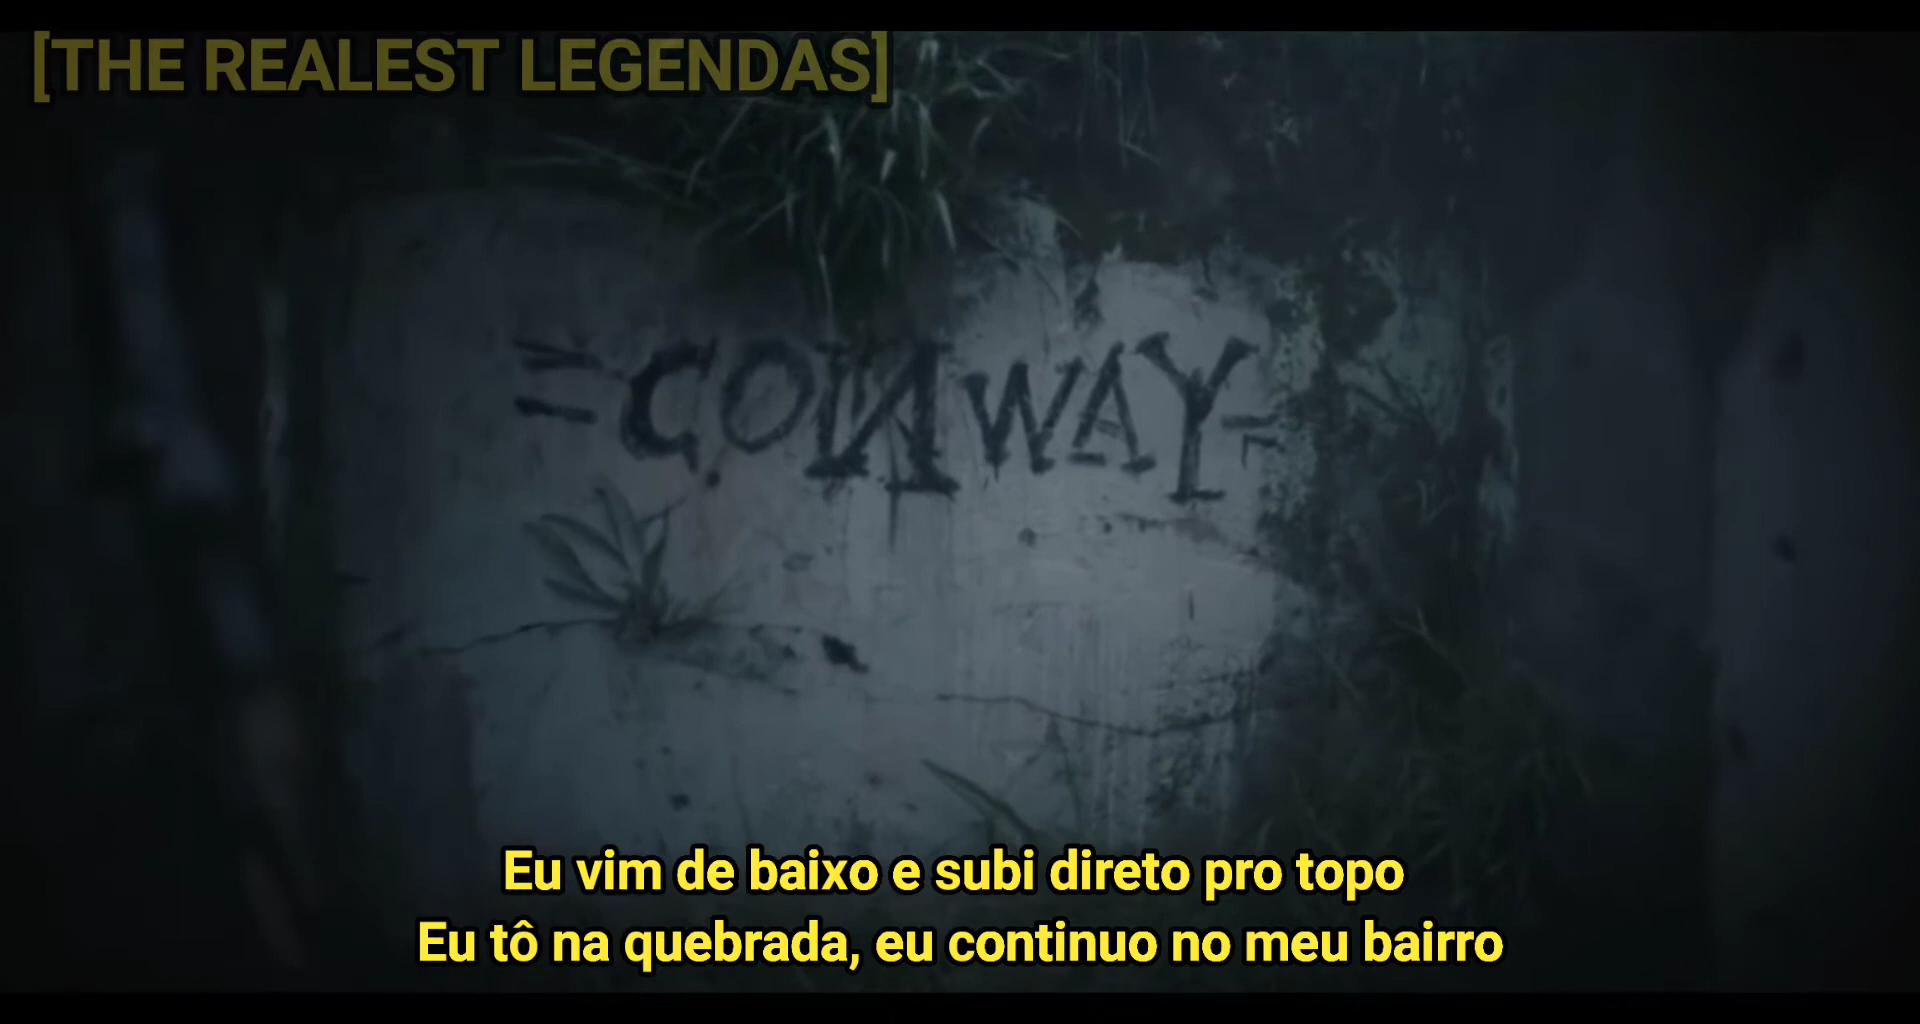 [THE REALEST LEGENDAS]
=CONWAY=
Eu vim de baixo e subi direto pro topo
Eu tô na quebrada, eu continuo no meu bairro